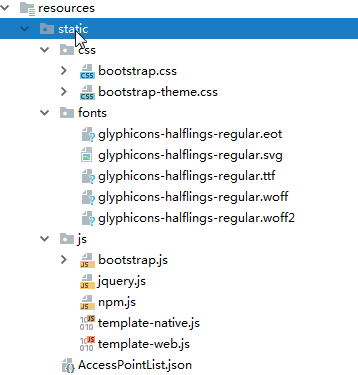 resources
static
css
bootstrap.css
bootstrap-theme.css
fonts
glyphicons-halflings-regular.eot
glyphicons-halflings-regular.svg
glyphicons-halflings-regular.ttf
glyphicons-halflings-regular.woff
glyphicons-halflings-regular.woff2
js
bootstrap.js
jquery.js
npm.js
template-native.js
template-web.js
AccessPointList.json